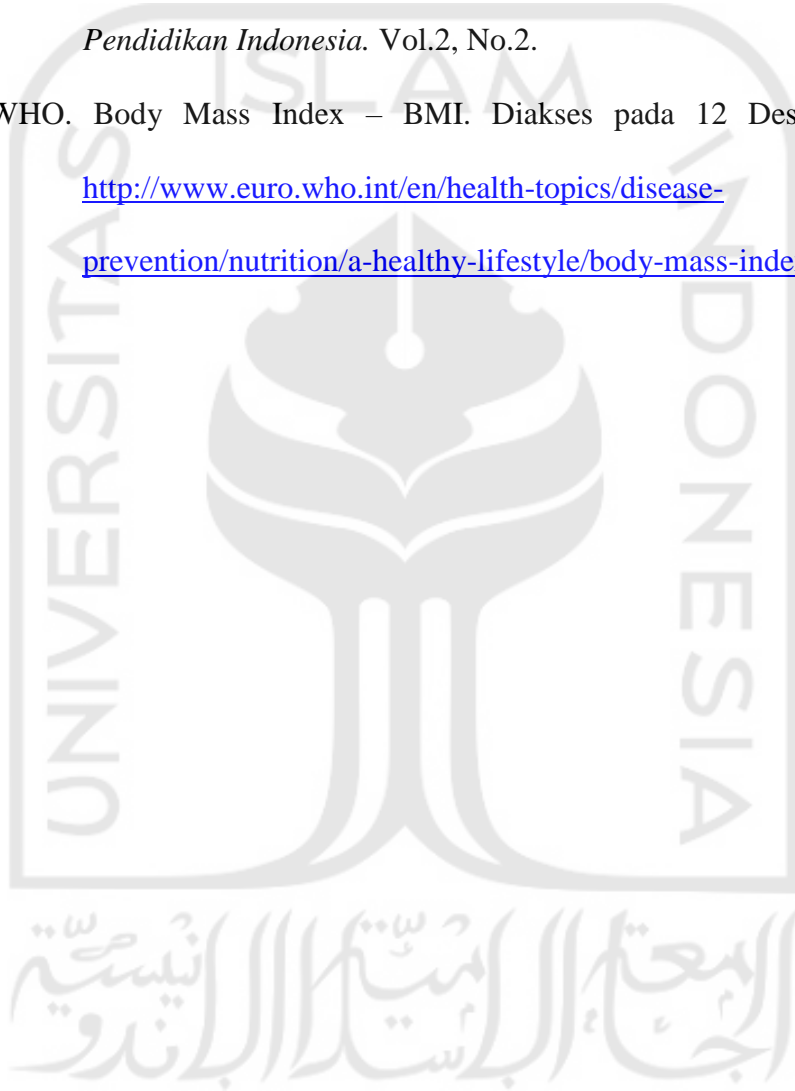 Pendidikan Indonesia. Vol.2, No.2.
WHO. Body Mass Index – BMI. Diakses pada 12 Des
http://www.euro.who.int/en/health-topics/disease-
prevention/nutrition/a-healthy-lifestyle/body-mass-inde
ISLAM
UNIVERSITAS
INDONESIA